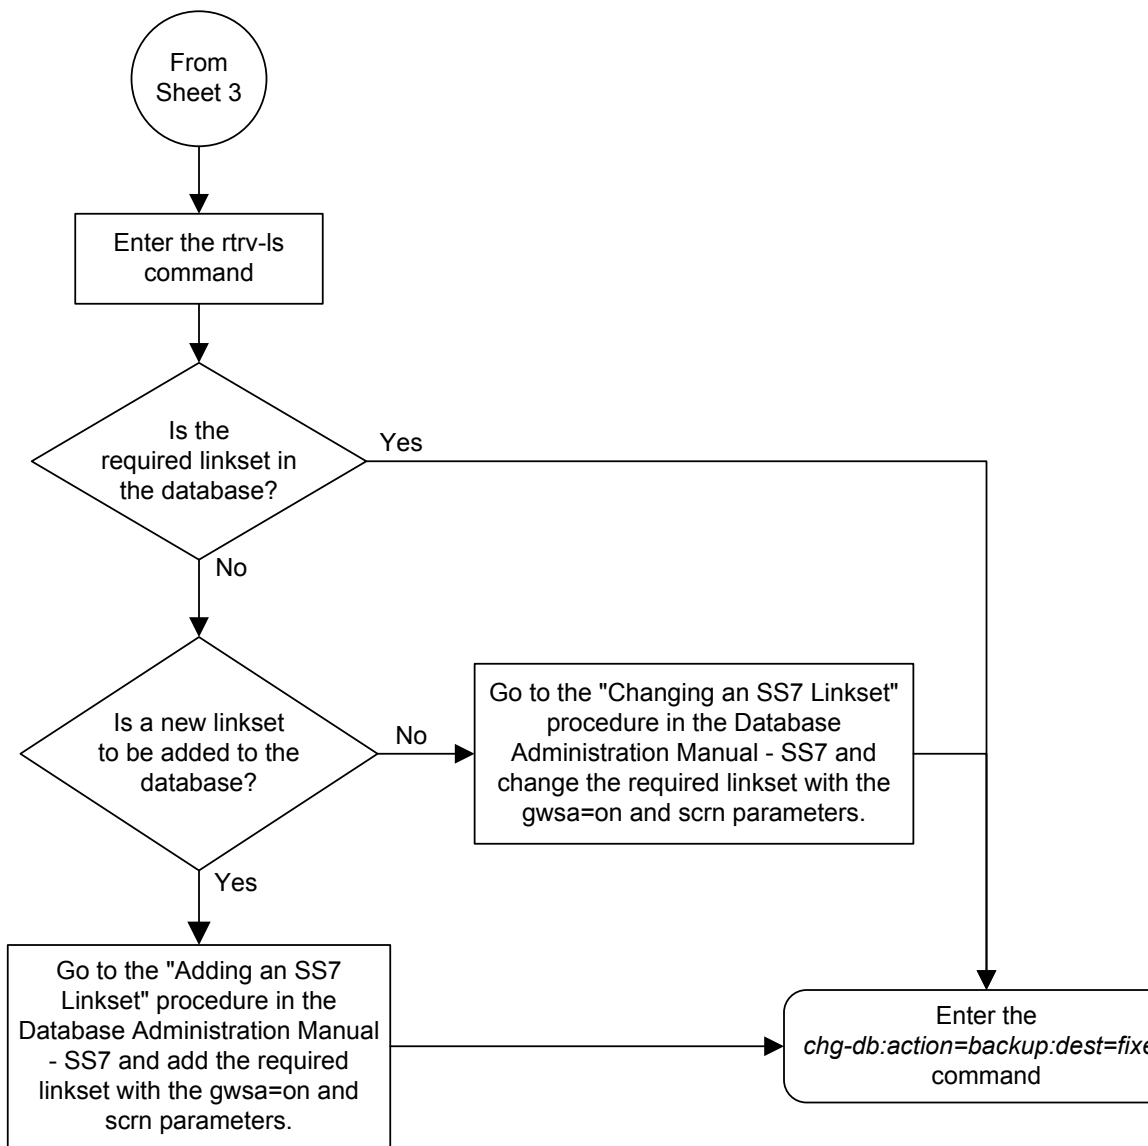 From
Sheet 3
Enter the rtrv-ls
command
Is the
required linkset in
the database?
Yes
No
Is a new linkset
to be added to the
database?
No
Go to the "Changing an SS7 Linkset"
procedure in the Database
Administration Manual - SS7 and
change the required linkset with the
gwsa=on and scrn parameters.
Yes
Go to the "Adding an SS7
Linkset" procedure in the
Database Administration Manual
- SS7 and add the required
linkset with the gwsa=on and
scrn parameters.
Enter the
chg-db:action=backup:dest=fixe
command